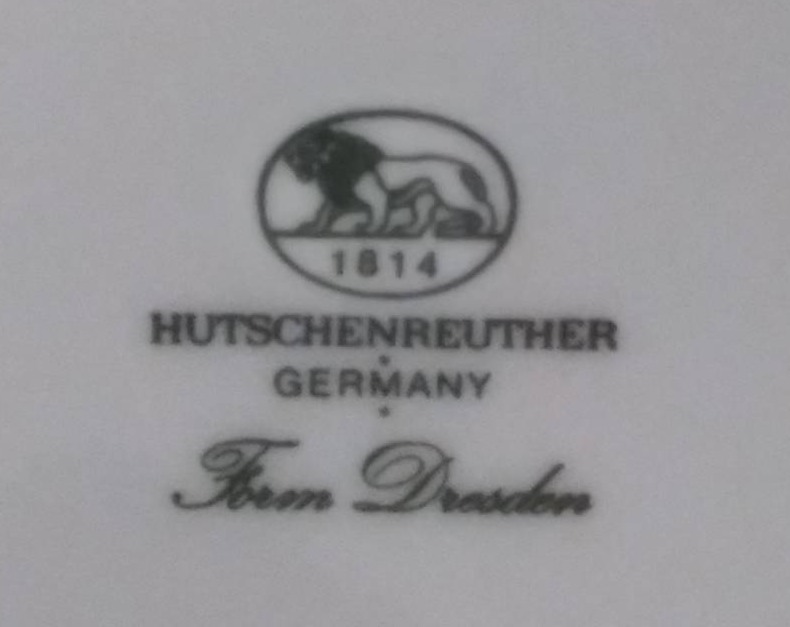 1814
HUTSCHENREUTHER
GERMANY
Form Dresden